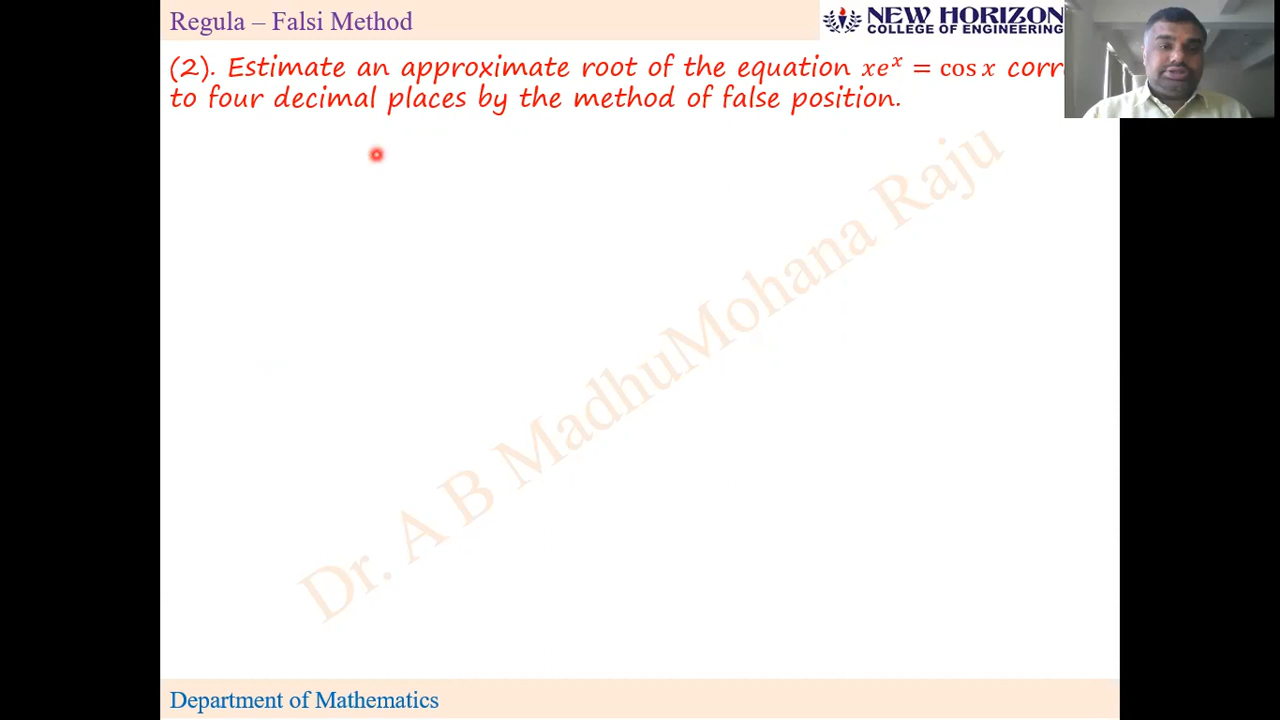 Regula – Falsi Method
NEW HORIZON
COLLEGE OF ENGINEERING
(2). Estimate an approximate root of the equation xeˣ = cos x corr
to four decimal places by the method of false position.
Dr. A B MadhuMohana Raju
Department of Mathematics